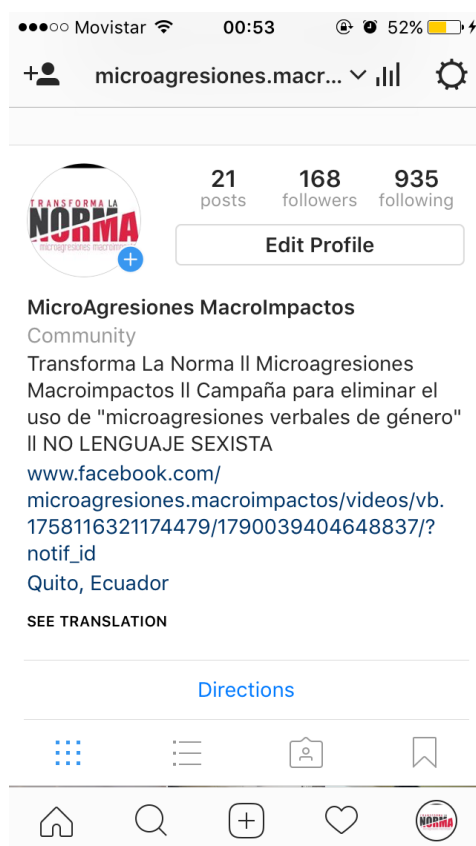 Movistar 00:53 52%
microagresiones.macr...
21 168 935
posts followers following
TRANSFORMA LA
NORMA
microagresiones macroimpactos
Edit Profile
MicroAgresiones MacroImpactos
Community
Transforma La Norma ll Microagresiones
Macroimpactos ll Campaña para eliminar el
uso de "microagresiones verbales de género"
ll NO LENGUAJE SEXISTA
www.facebook.com/
microagresiones.macroimpactos/videos/vb.
1758116321174479/1790039404648837/?
notif_id
Quito, Ecuador
SEE TRANSLATION
Directions
NORMA